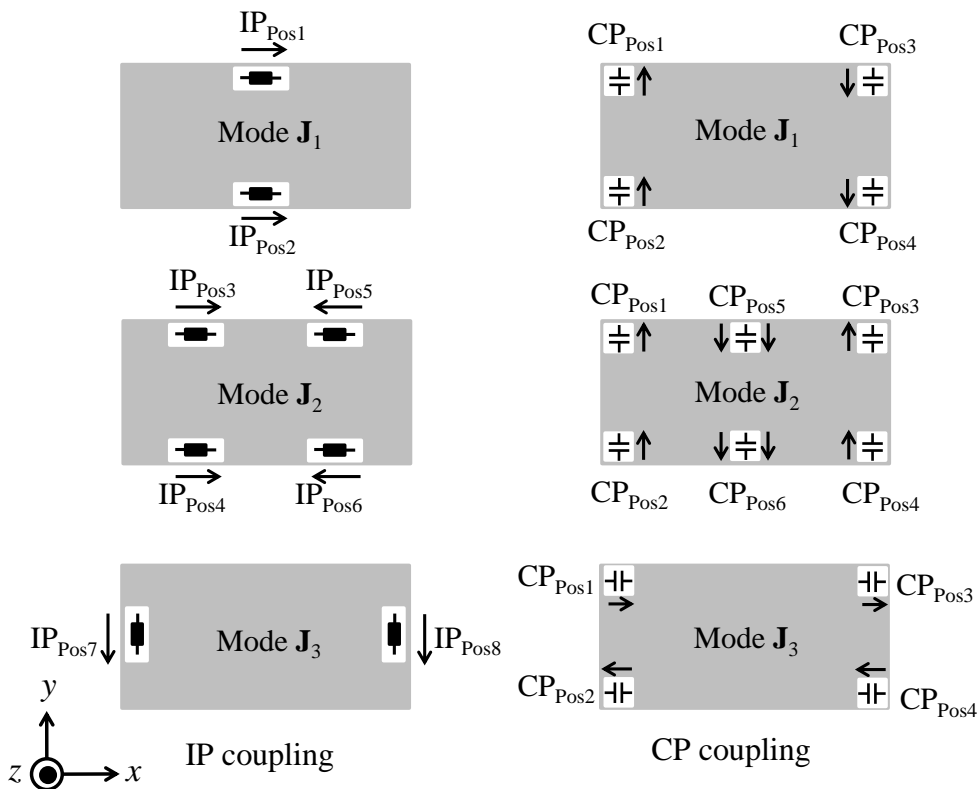 IP_Pos1
Mode J_1
IP_Pos2
CP_Pos1 CP_Pos3
Mode J_1
CP_Pos2 CP_Pos4
IP_Pos3 IP_Pos5
Mode J_2
IP_Pos4 IP_Pos6
CP_Pos1 CP_Pos5 CP_Pos3
Mode J_2
CP_Pos2 CP_Pos6 CP_Pos4
IP_Pos7 Mode J_3 IP_Pos8
CP_Pos1 CP_Pos3
Mode J_3
CP_Pos2 CP_Pos4
y
z x
IP coupling
CP coupling